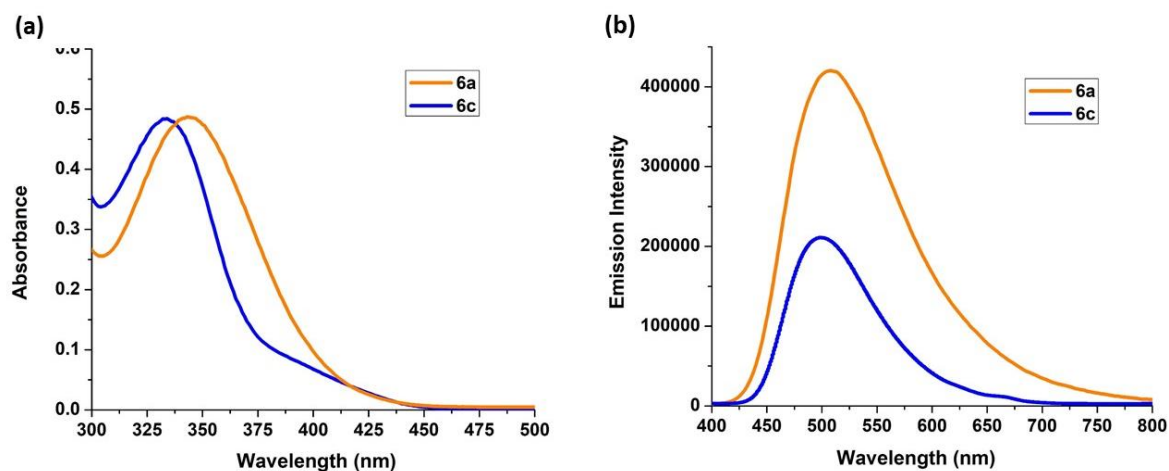 (a)
0.6
0.5
0.4
0.3
0.2
0.1
0.0
Absorbance
6a
6c
300 325 350 375 400 425 450 475 500
Wavelength (nm)
(b)
400000
300000
200000
100000
0
Emission Intensity
6a
6c
400 450 500 550 600 650 700 750 800
Wavelength (nm)